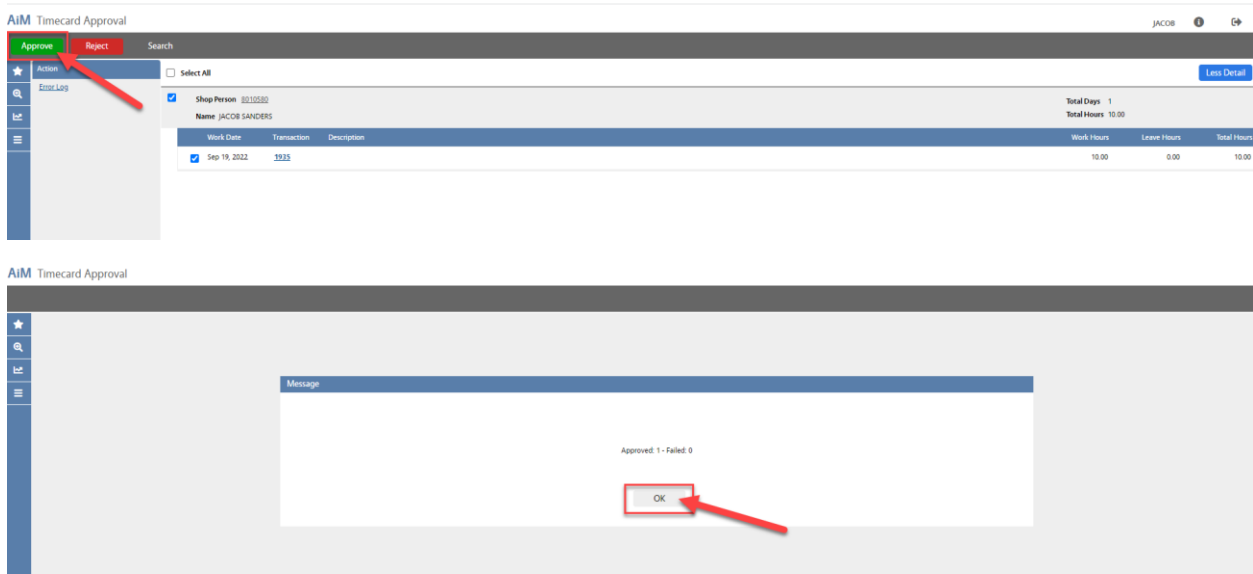 AiM Timecard Approval JACOB
Approve Reject Search
Action
Error Log
Select All Less Detail
Shop Person 8010580 Total Days 1
Name JACOB SANDERS Total Hours 10.00
Work Date Transaction Description Work Hours Leave Hours Total Hours
Sep 19, 2022 1935 10.00 0.00 10.00
AiM Timecard Approval
Message
Approved: 1 - Failed: 0
OK